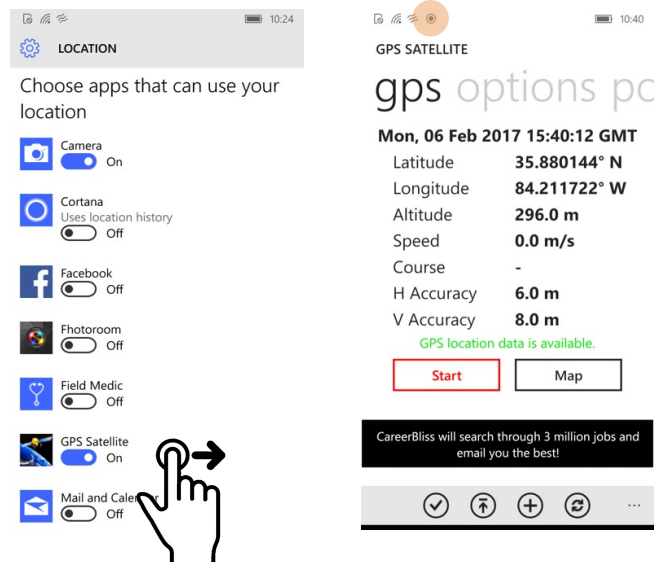 10:24
LOCATION
Choose apps that can use your
location
Camera
On
Cortana
Uses location history
Off
Facebook
Off
Fhotoroom
Off
Field Medic
Off
GPS Satellite
On
Mail and Cale
Off
10:40
GPS SATELLITE
gps options po
Mon, 06 Feb 2017 15:40:12 GMT
Latitude 35.880144° N
Longitude 84.211722° W
Altitude 296.0 m
Speed 0.0 m/s
Course -
H Accuracy 6.0 m
V Accuracy 8.0 m
GPS location data is available.
Start Map
CareerBliss will search through 3 million jobs and
email you the best!